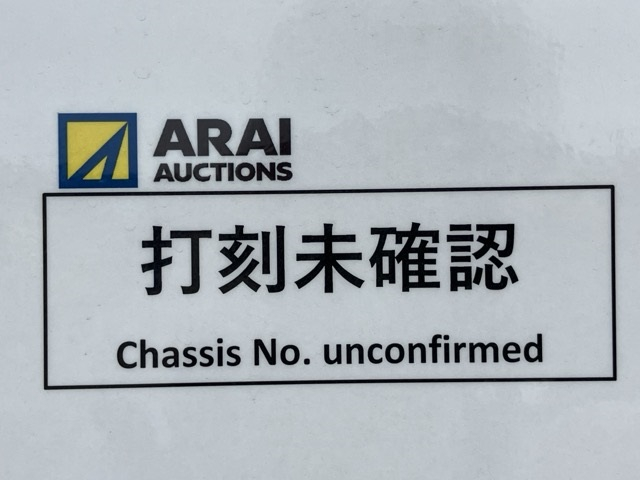 ARAI
AUCTIONS
打刻未確認
Chassis No. unconfirmed